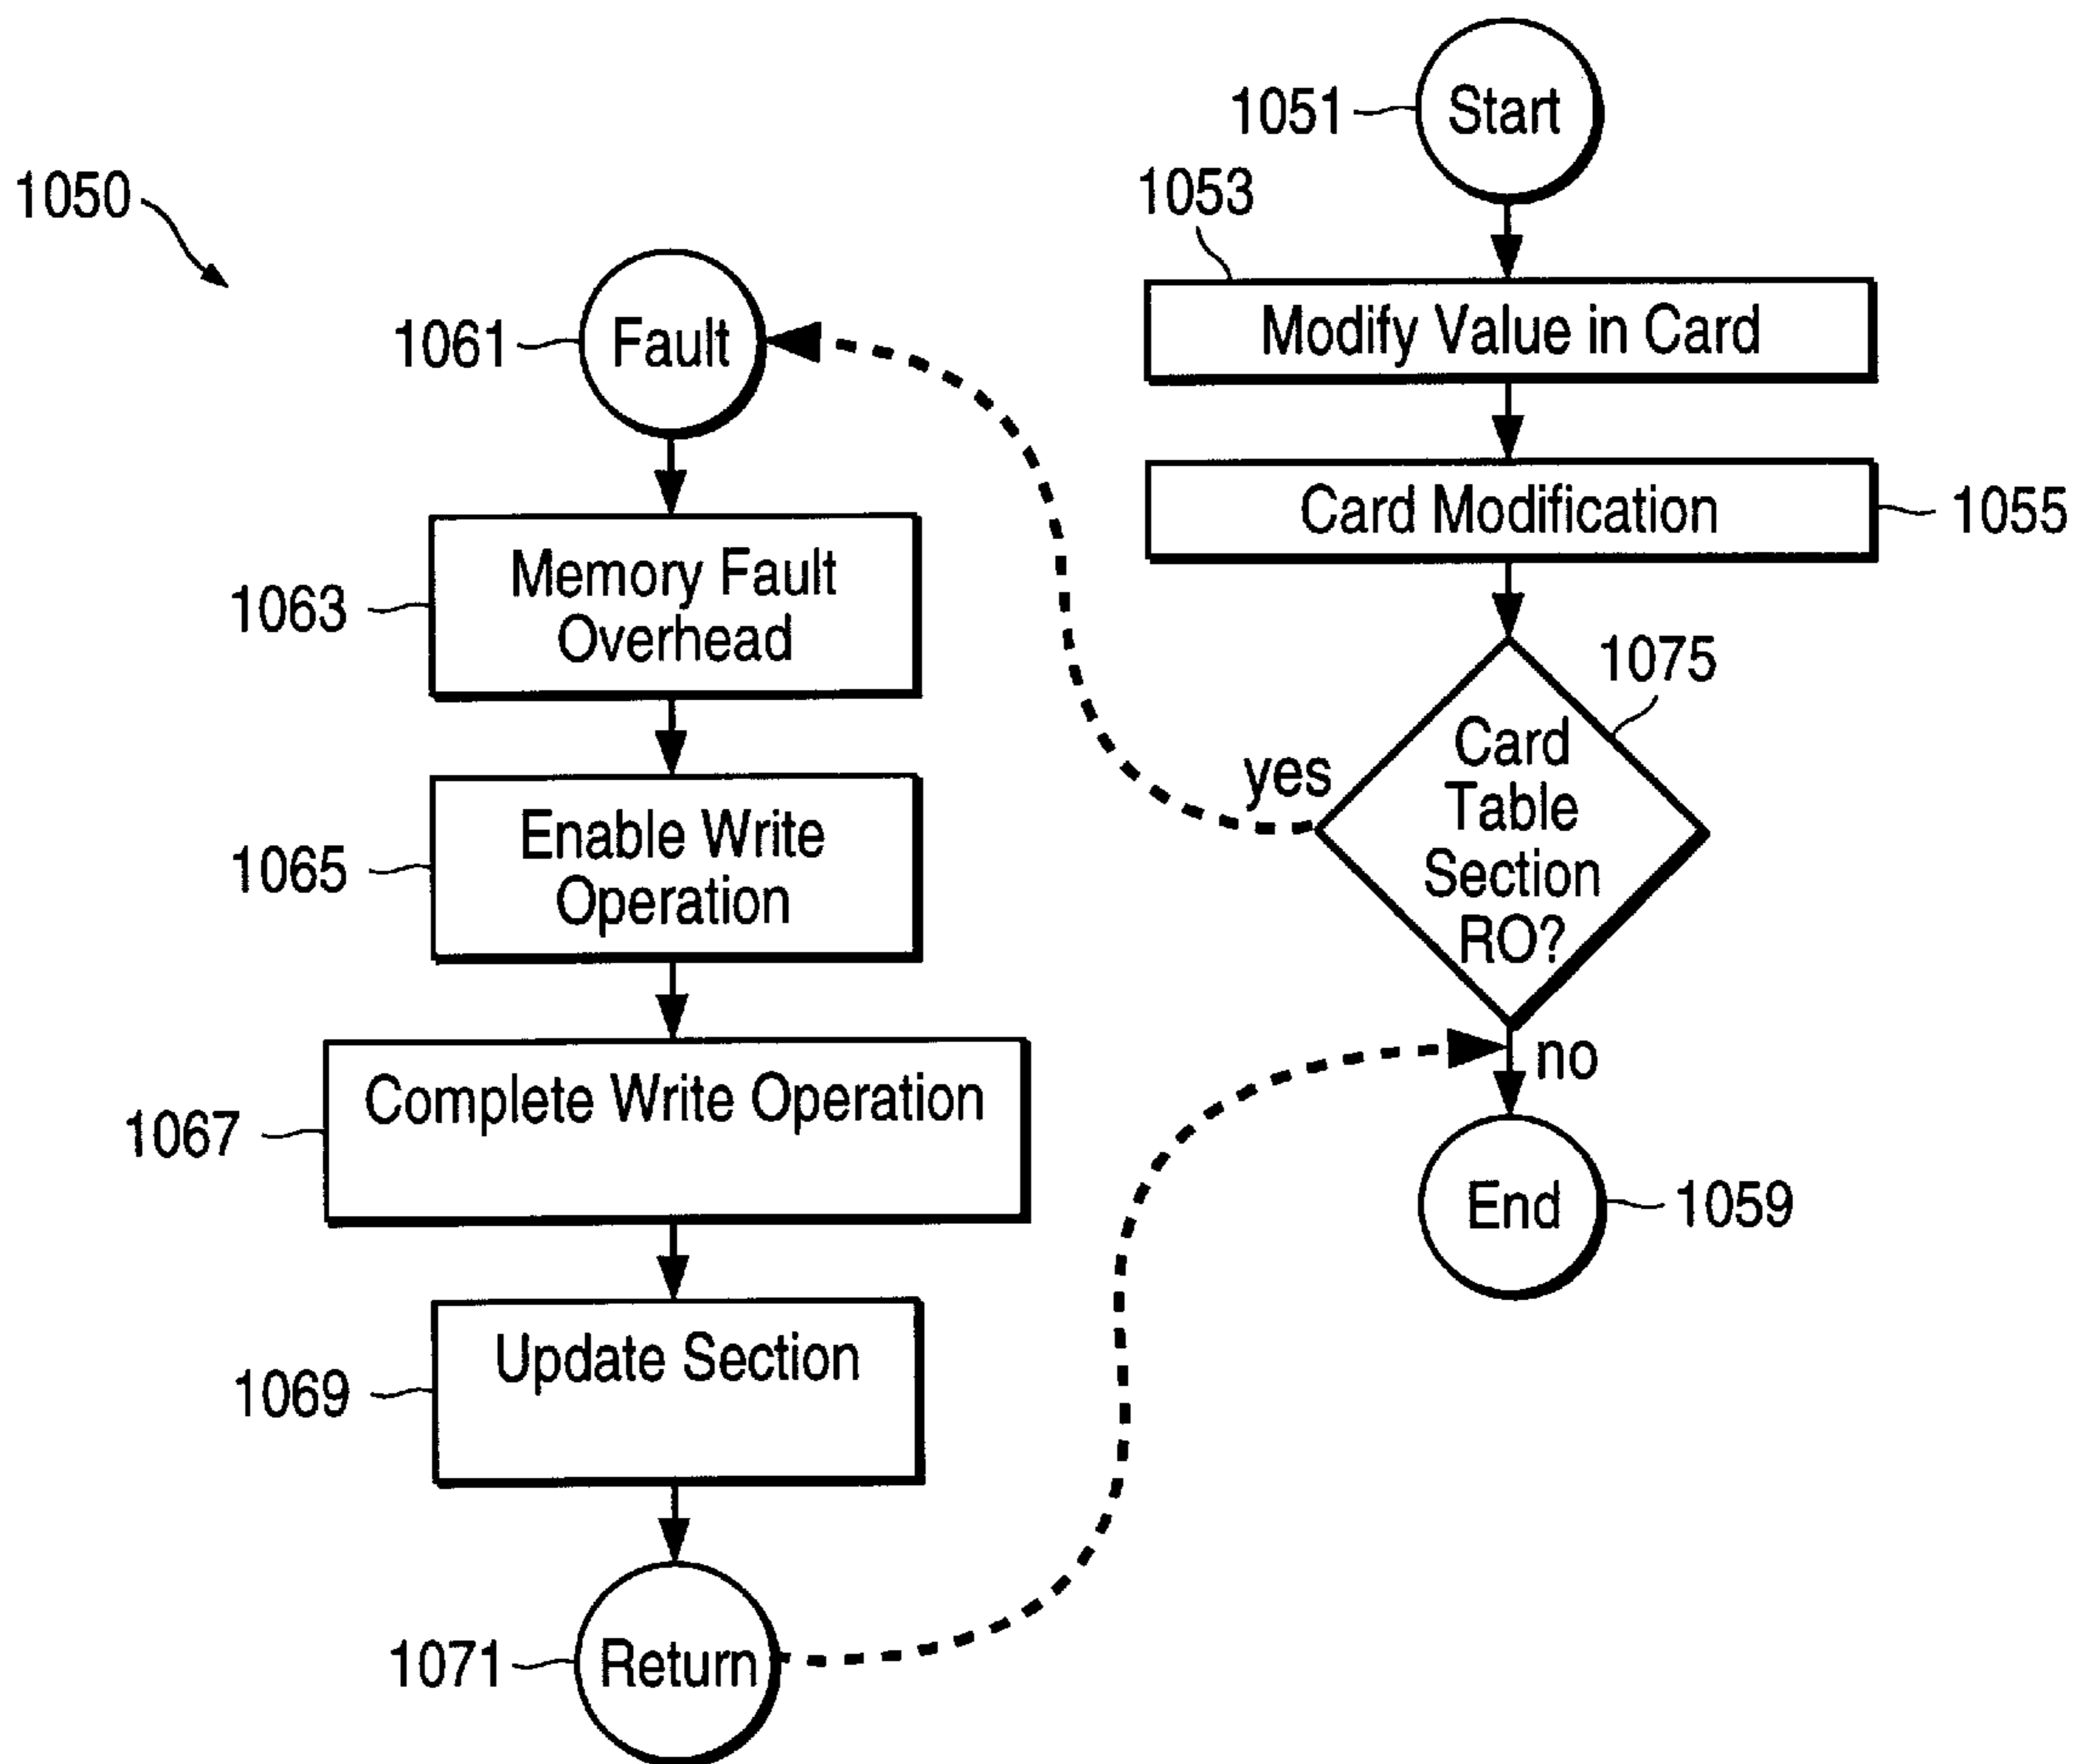 1050
1051
Start
1053
Modify Value in Card
Card Modification
1055
1075
Card
Table
Section
RO?
yes
no
End
1059
1061
Fault
1063
Memory Fault
Overhead
1065
Enable Write
Operation
1067
Complete Write Operation
1069
Update Section
1071
Return